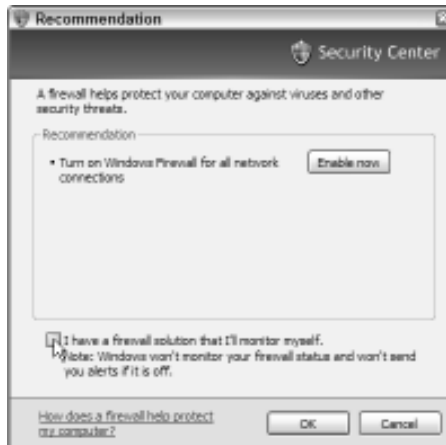 Recommendation
Security Center
A firewall helps protect your computer against viruses and other
security threats.
Recommendation
• Turn on Windows Firewall for all network
connections
Enable now
I have a firewall solution that I'll monitor myself.
Note: Windows won't monitor your firewall status and won't send
you alerts if it is off.
How does a firewall help protect
my computer?
OK
Cancel